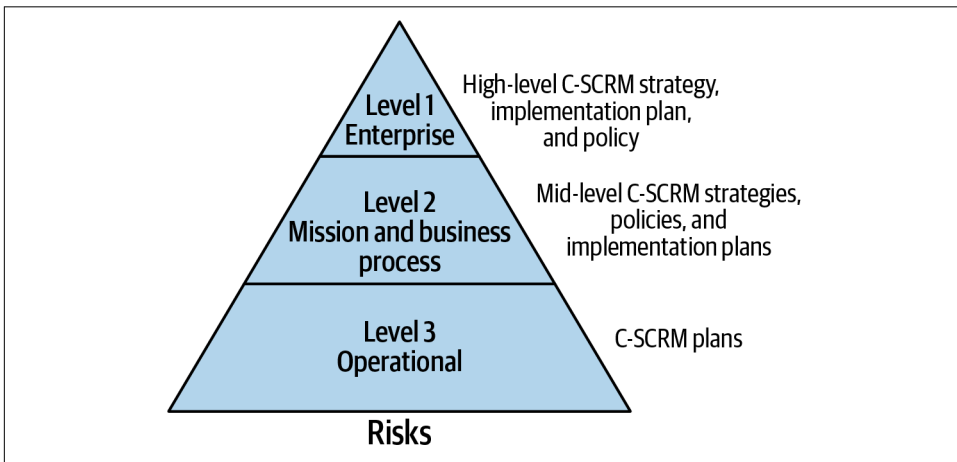 Level 1
Enterprise
High-level C-SCRM strategy,
implementation plan,
and policy
Level 2
Mission and business
process
Mid-level C-SCRM strategies,
policies, and
implementation plans
Level 3
Operational
C-SCRM plans
Risks